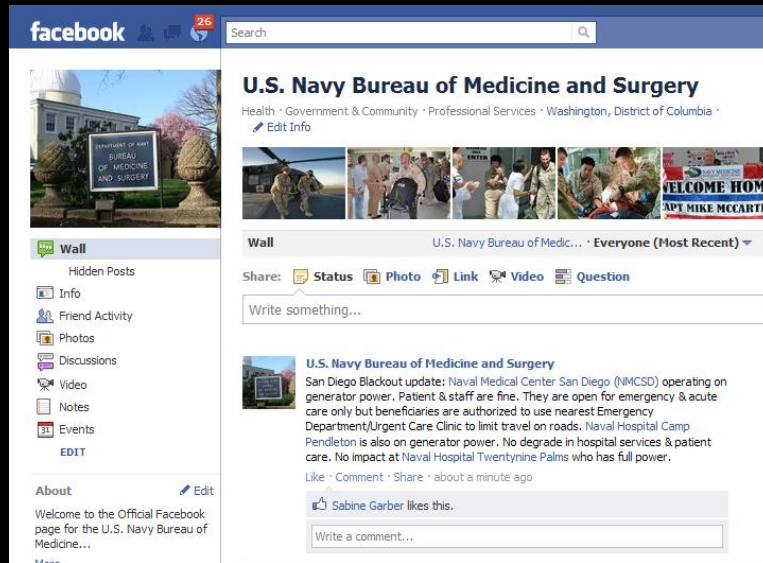 facebook
26
Search
DEPARTMENT OF NAVY
BUREAU
OF MEDICINE
AND SURGERY
Wall
Hidden Posts
Info
Friend Activity
Photos
Discussions
Video
Notes
31 Events
EDIT
About
Edit
Welcome to the Official Facebook
page for the U.S. Navy Bureau of
Medicine...
U.S. Navy Bureau of Medicine and Surgery
Health · Government & Community · Professional Services · Washington, District of Columbia ·
Edit Info
ENTER
NAVY MEDICINE
WELCOME HOM
CAPT MIKE MCCART
Wall
U.S. Navy Bureau of Medic... · Everyone (Most Recent)
Share: Status Photo Link Video Question
Write something...
U.S. Navy Bureau of Medicine and Surgery
San Diego Blackout update: Naval Medical Center San Diego (NMCSD) operating on
generator power. Patient & staff are fine. They are open for emergency & acute
care only but beneficiaries are authorized to use nearest Emergency
Department/Urgent Care Clinic to limit travel on roads. Naval Hospital Camp
Pendleton is also on generator power. No degrade in hospital services & patient
care. No impact at Naval Hospital Twentynine Palms who has full power.
Like · Comment · Share · about a minute ago
Sabine Garber likes this.
Write a comment...